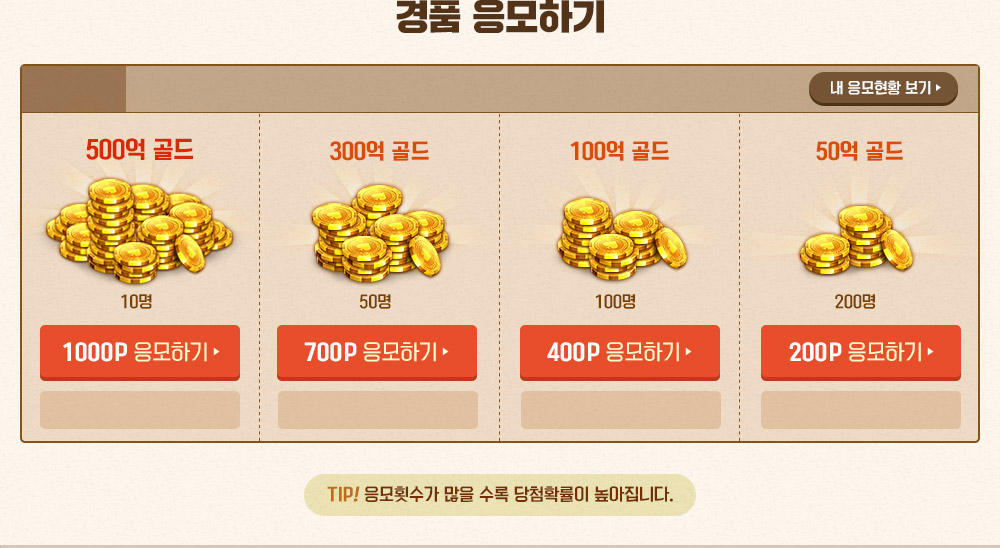 경품 응모하기
내 응모현황 보기
500억 골드
300억 골드
100억 골드
50억 골드
10명
50명
100명
200명
1000P 응모하기
700P 응모하기
400P 응모하기
200P 응모하기
TIP! 응모횟수가 많을 수록 당첨확률이 높아집니다.